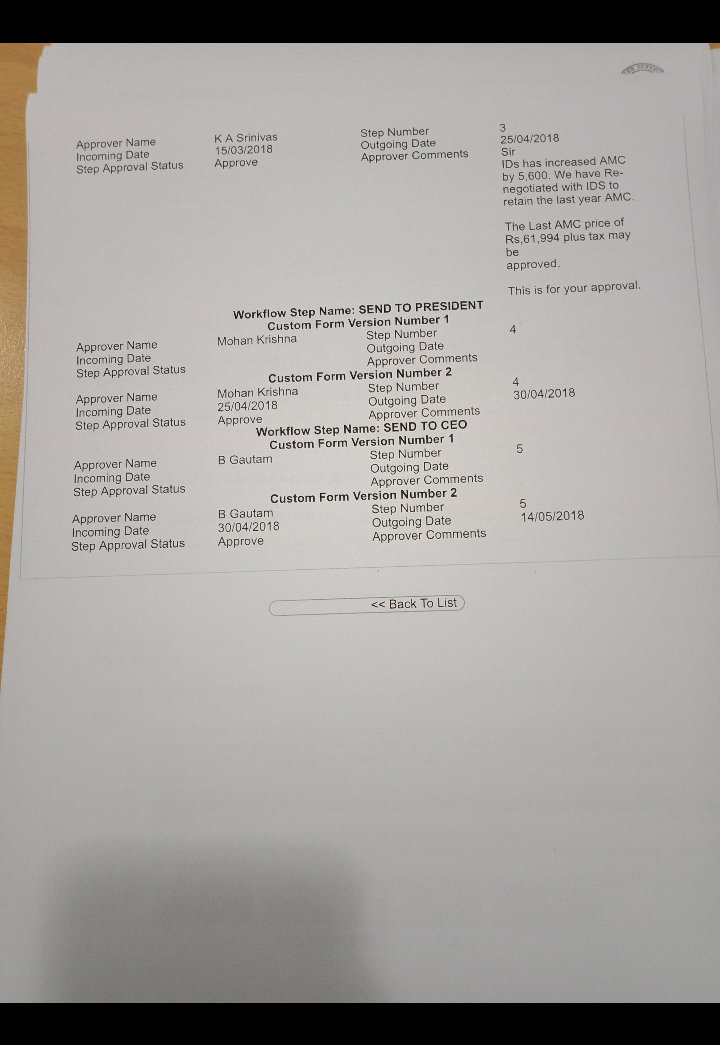 Approver Name K A Srinivas Step Number 3
Incoming Date 15/03/2018 Outgoing Date 25/04/2018
Step Approval Status Approve Approver Comments Sir
IDs has increased AMC
by 5,600. We have Re-
negotiated with IDS to
retain the last year AMC.
The Last AMC price of
Rs,61,994 plus tax may
be
approved.
This is for your approval.
Workflow Step Name: SEND TO PRESIDENT
Custom Form Version Number 1
Approver Name Mohan Krishna Step Number 4
Incoming Date Outgoing Date
Step Approval Status Approver Comments
Custom Form Version Number 2
Approver Name Mohan Krishna Step Number 4
Incoming Date 25/04/2018 Outgoing Date 30/04/2018
Step Approval Status Approve Approver Comments
Workflow Step Name: SEND TO CEO
Custom Form Version Number 1
Approver Name B Gautam Step Number 5
Incoming Date Outgoing Date
Step Approval Status Approver Comments
Custom Form Version Number 2
Approver Name B Gautam Step Number 5
Incoming Date 30/04/2018 Outgoing Date 14/05/2018
Step Approval Status Approve Approver Comments
<< Back To List